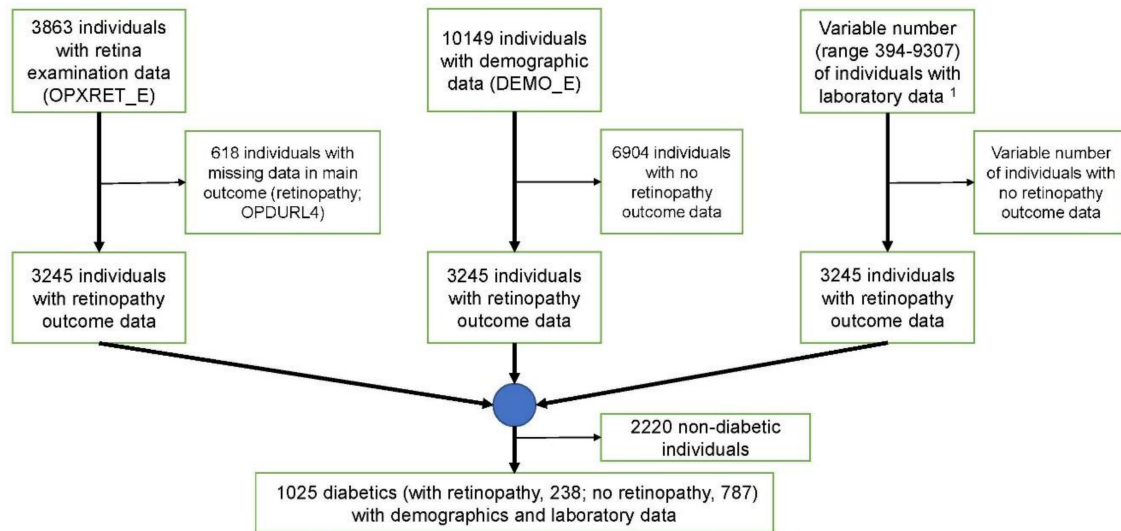 3863 individuals
with retina
examination data
(OPXRET_E)
10149 individuals
with demographic
data (DEMO_E)
Variable number
(range 394-9307)
of individuals with
laboratory data ¹
618 individuals with
missing data in main
outcome (retinopathy;
OPDURL4)
6904 individuals
with no
retinopathy
outcome data
Variable number
of individuals with
no retinopathy
outcome data
3245 individuals
with retinopathy
outcome data
3245 individuals
with retinopathy
outcome data
3245 individuals
with retinopathy
outcome data
2220 non-diabetic
individuals
1025 diabetics (with retinopathy, 238; no retinopathy, 787)
with demographics and laboratory data